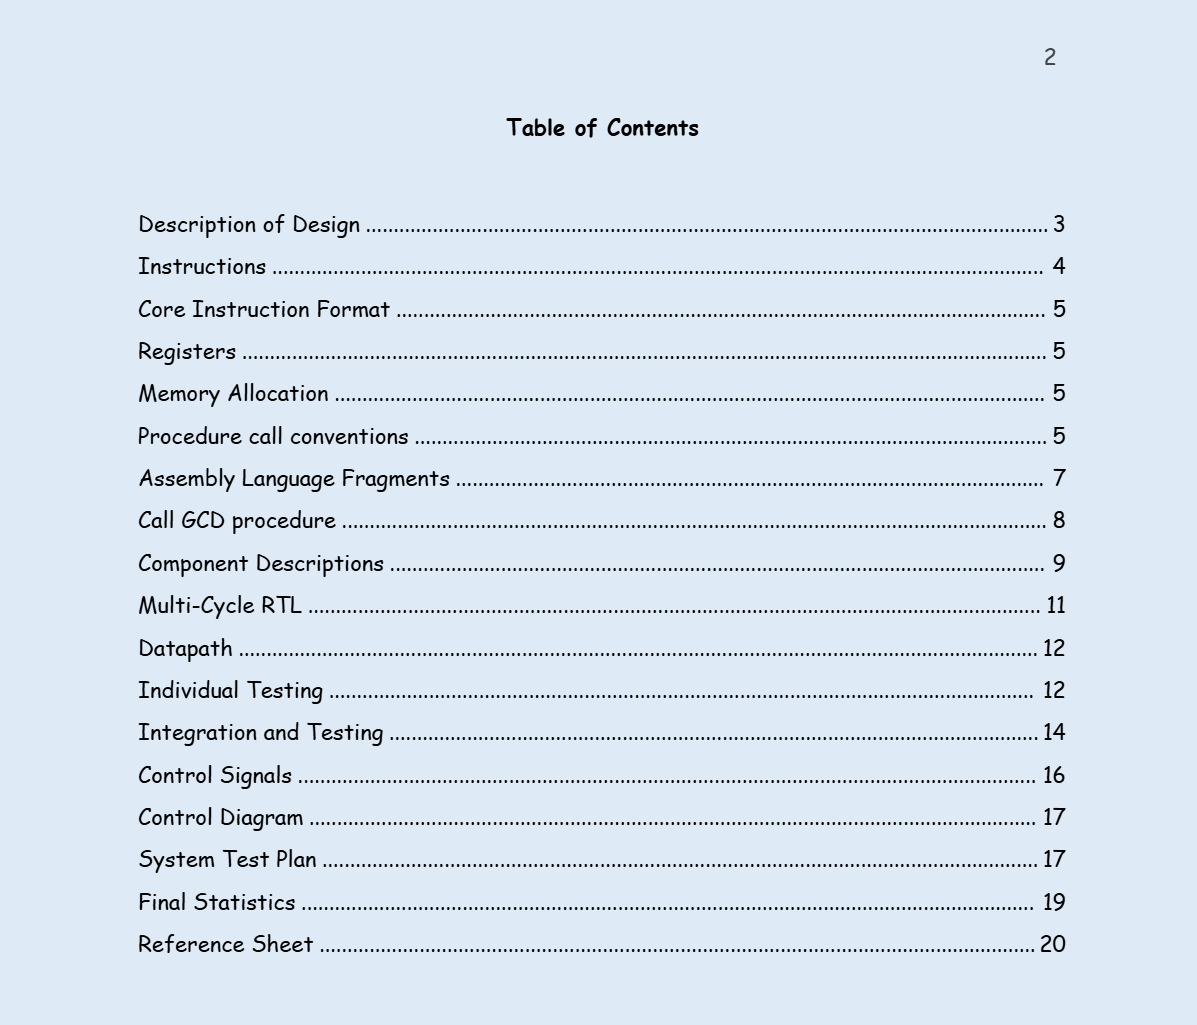 2
Table of Contents
Description of Design ........................................................................................................................... 3
Instructions ........................................................................................................................................... 4
Core Instruction Format ..................................................................................................................... 5
Registers ................................................................................................................................................. 5
Memory Allocation ................................................................................................................................ 5
Procedure call conventions .................................................................................................................. 5
Assembly Language Fragments .......................................................................................................... 7
Call GCD procedure ............................................................................................................................... 8
Component Descriptions ...................................................................................................................... 9
Multi-Cycle RTL .................................................................................................................................... 11
Datapath ................................................................................................................................................ 12
Individual Testing ............................................................................................................................... 12
Integration and Testing ..................................................................................................................... 14
Control Signals ..................................................................................................................................... 16
Control Diagram ................................................................................................................................... 17
System Test Plan ................................................................................................................................. 17
Final Statistics .................................................................................................................................... 19
Reference Sheet ................................................................................................................................. 20